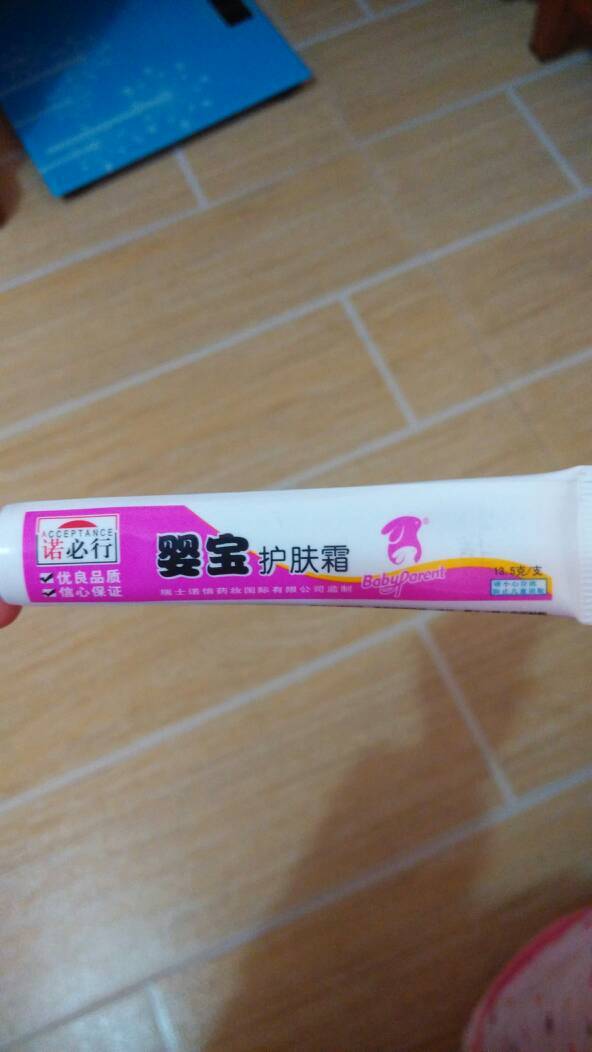 ACCEPTANCE
诺必行
优良品质
信心保证
婴宝护肤霜
瑞士诺信药妆国际有限公司监制
BabyParent
13.5克/支